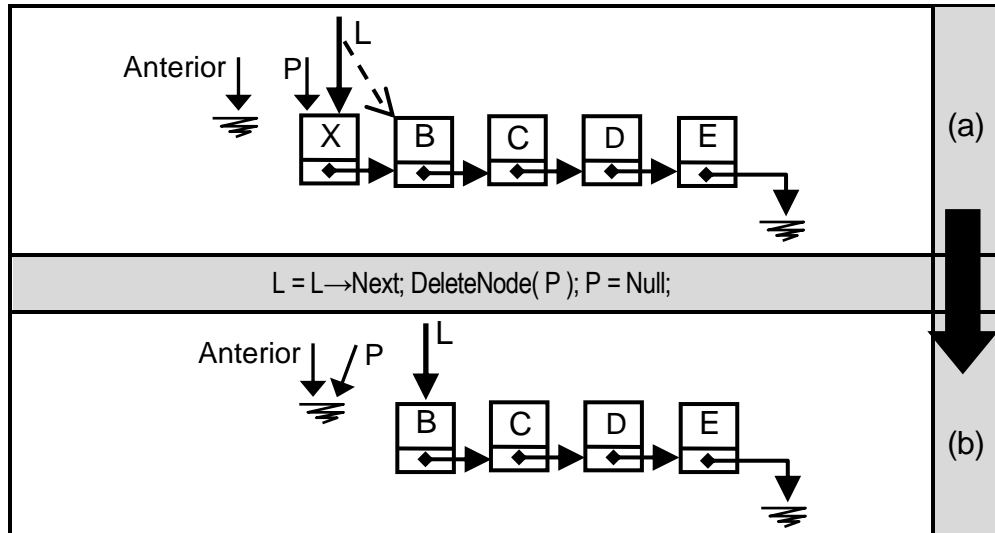 L
Anterior P
X B C D E
(a)
L = L→Next; DeleteNode( P ); P = Null;
L
Anterior P
B C D E
(b)